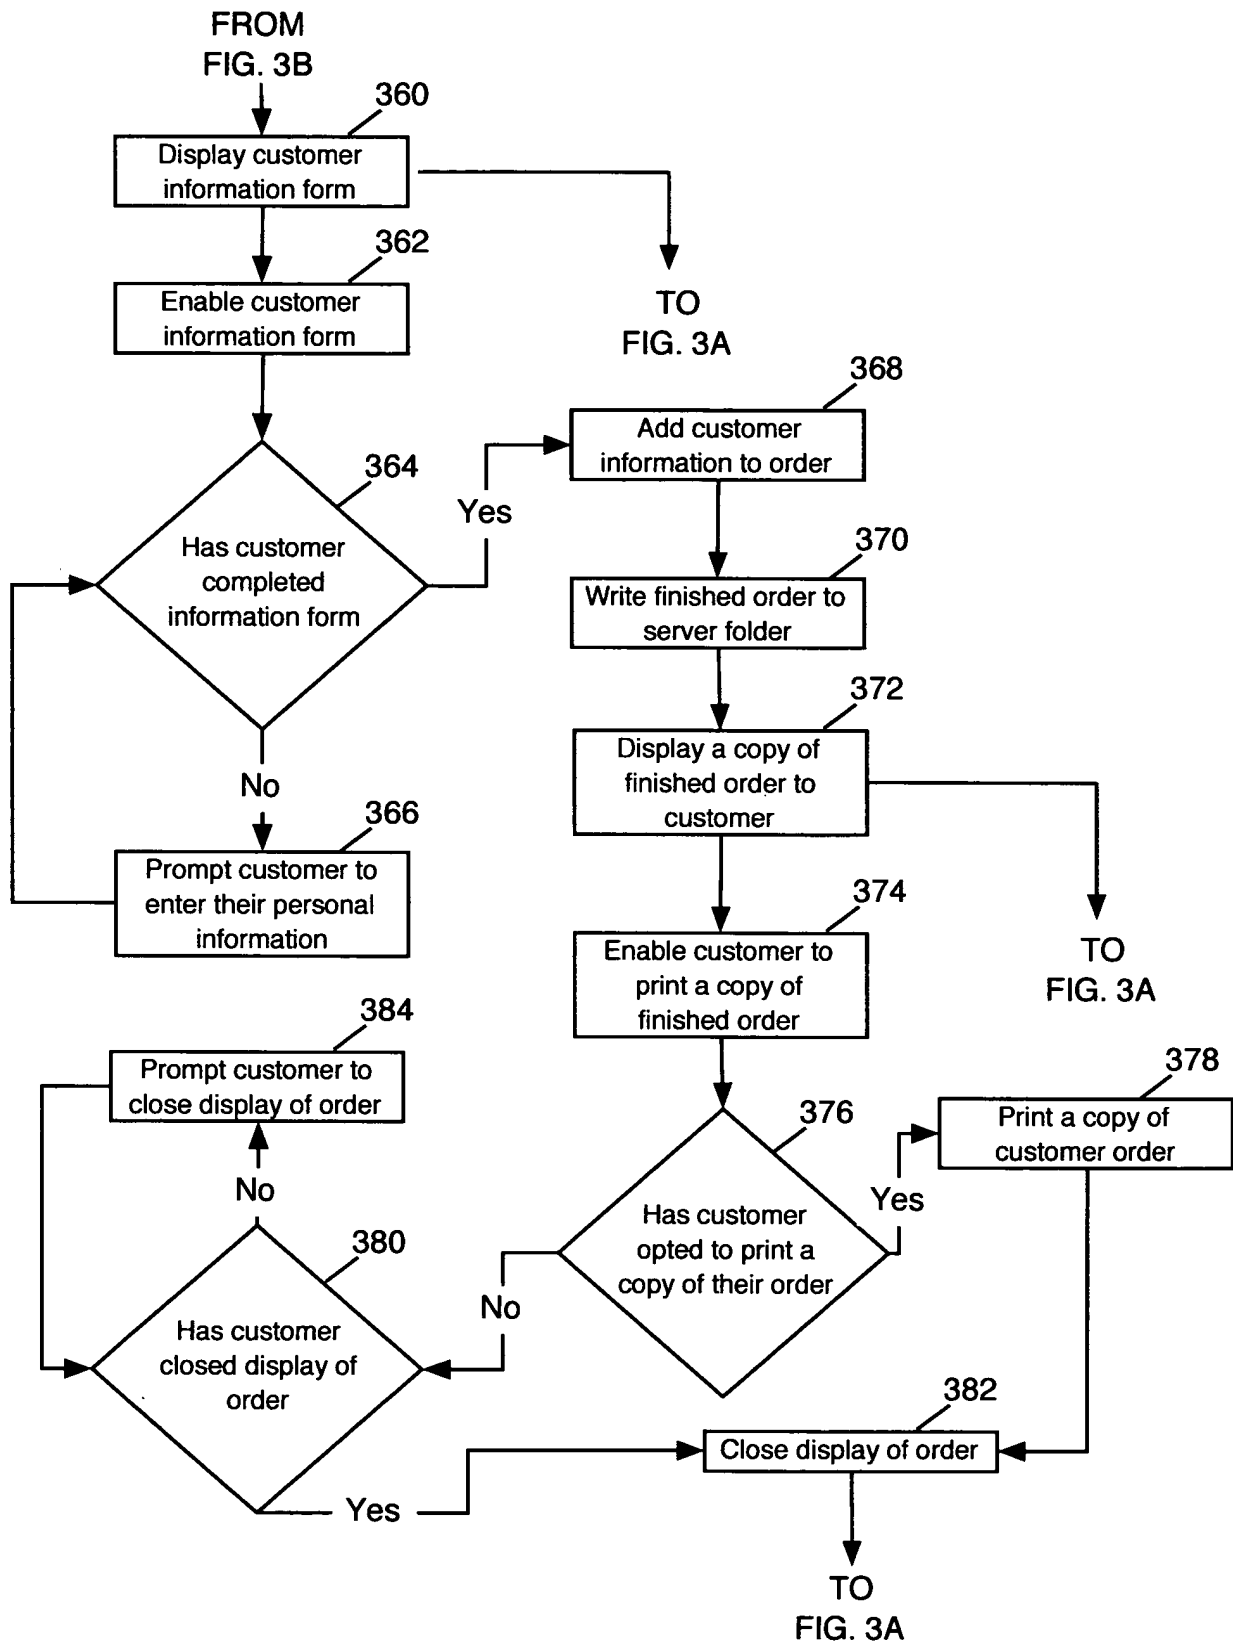 FROM
FIG. 3B
360
Display customer
information form
362
Enable customer
information form
TO
FIG. 3A
364
Has customer
completed
information form
Yes
No
366
Prompt customer to
enter their personal
information
368
Add customer
information to order
370
Write finished order to
server folder
372
Display a copy of
finished order to
customer
TO
FIG. 3A
374
Enable customer to
print a copy of
finished order
376
Has customer
opted to print a
copy of their order
Yes
No
378
Print a copy of
customer order
384
Prompt customer to
close display of order
No
380
Has customer
closed display of
order
Yes
382
Close display of order
TO
FIG. 3A